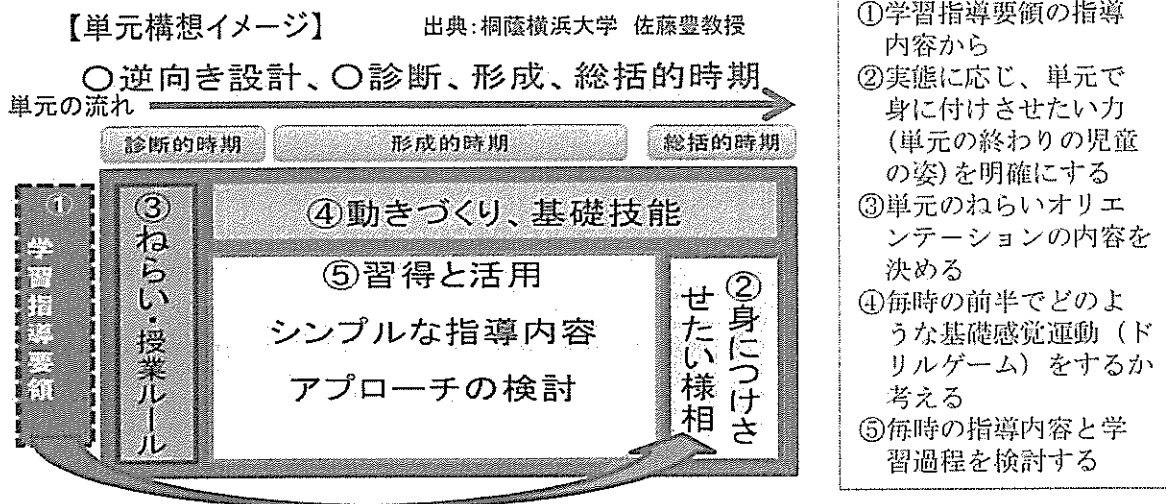 【単元構想イメージ】
出典:桐蔭横浜大学 佐藤豊教授
〇逆向き設計、〇診断、形成、総括的時期
単元の流れ
診断的時期
形成的時期
総括的時期
①学習指導要領
③ねらい・授業ルール
④動きづくり、基礎技能
⑤習得と活用
シンプルな指導内容
アプローチの検討
②身につけさ
せたい様相
①学習指導要領の指導
内容から
②実態に応じ、単元で
身に付けさせたい力
(単元の終わりの児童
の姿)を明確にする
③単元のねらいオリエ
ンテーションの内容を
決める
④毎時の前半でどのよ
うな基礎感覚運動(ド
リルゲーム)をするか
考える
⑤毎時の指導内容と学
習過程を検討する